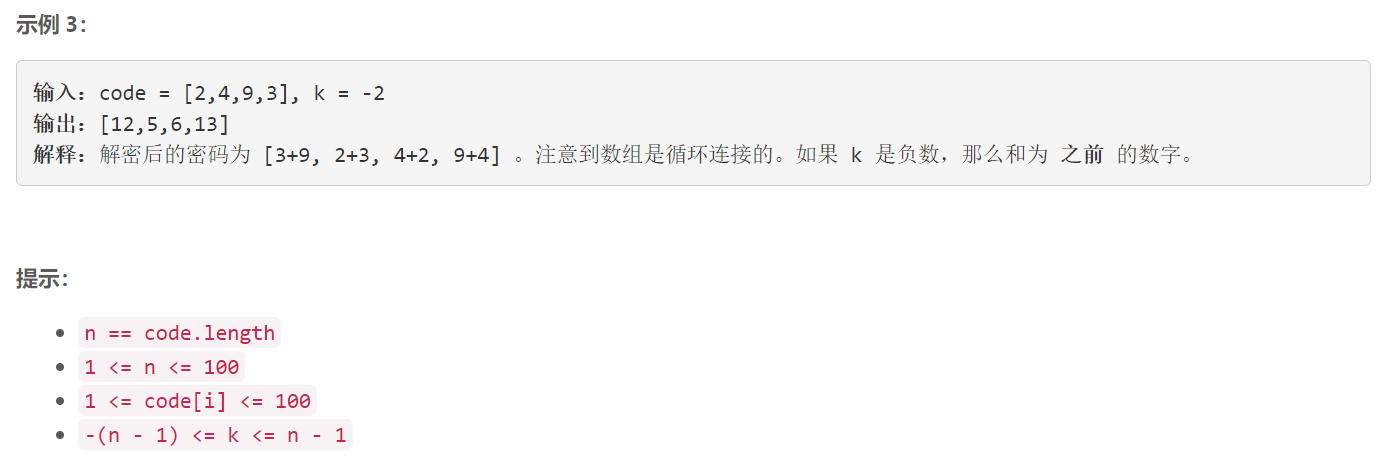 示例 3：
输入：code = [2,4,9,3], k = -2
输出：[12,5,6,13]
解释：解密后的密码为 [3+9, 2+3, 4+2, 9+4] 。注意到数组是循环连接的。如果 k 是负数，那么和为 之前 的数字。
提示：
n == code.length
1 <= n <= 100
1 <= code[i] <= 100
-(n - 1) <= k <= n - 1